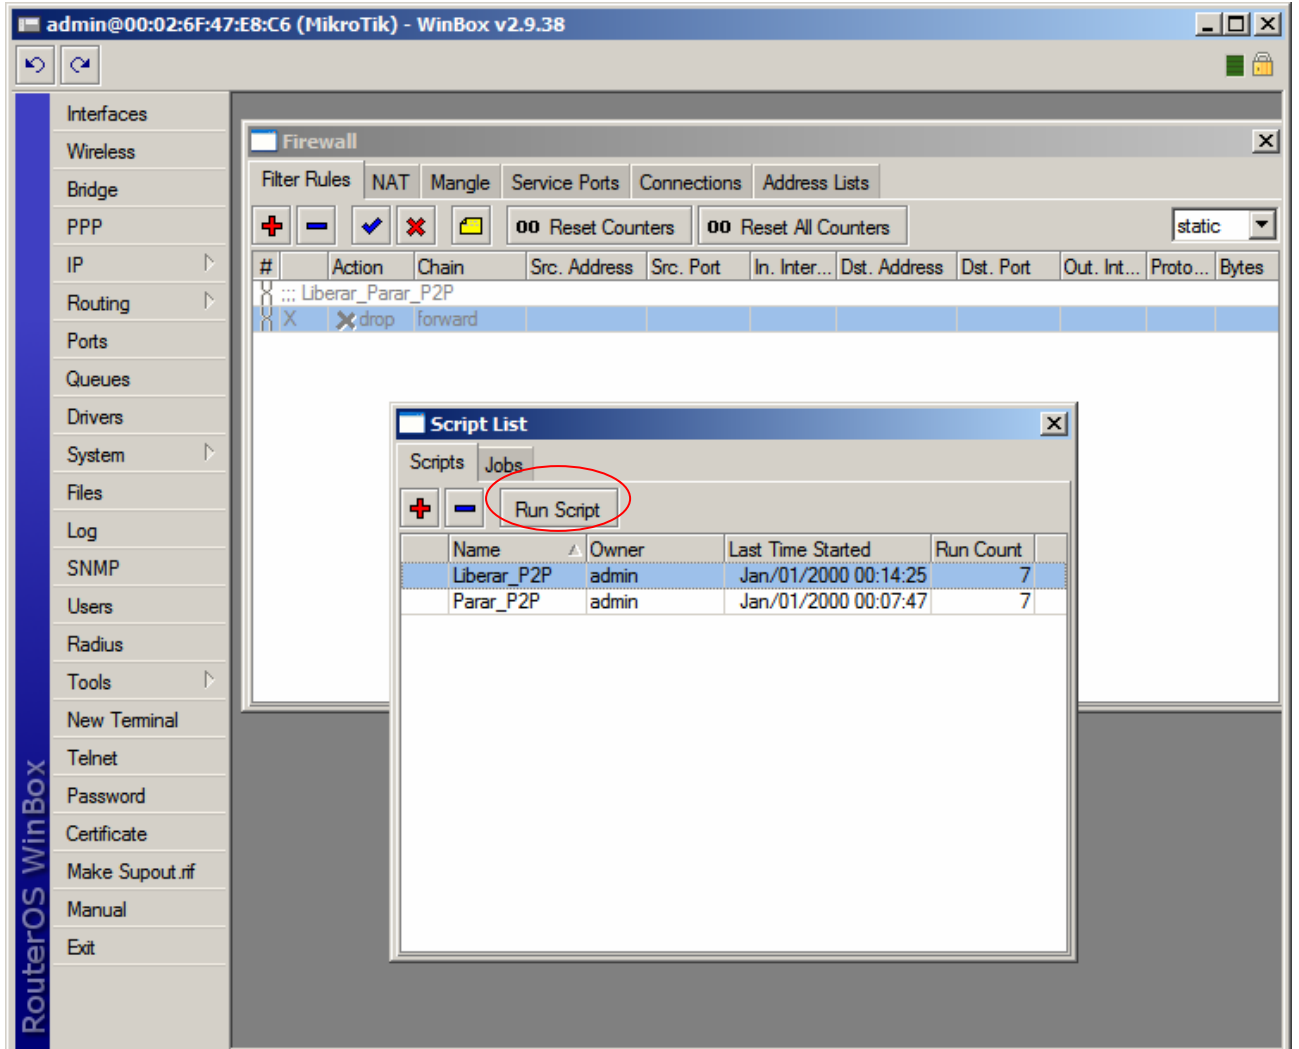 admin@00:02:6F:47:E8:C6 (MikroTik) - WinBox v2.9.38
Interfaces
Wireless
Bridge
PPP
IP
Routing
Ports
Queues
Drivers
System
Files
Log
SNMP
Users
Radius
Tools
New Terminal
Telnet
Password
Certificate
Make Supout.rif
Manual
Exit
RouterOS WinBox
Firewall
Filter Rules NAT Mangle Service Ports Connections Address Lists
00 Reset Counters 00 Reset All Counters static
# Action Chain Src. Address Src. Port In. Inter... Dst. Address Dst. Port Out. Int... Proto... Bytes
::: Liberar_Parar_P2P
X drop forward
Script List
Scripts Jobs
Run Script
Name Owner Last Time Started Run Count
Liberar_P2P admin Jan/01/2000 00:14:25 7
Parar_P2P admin Jan/01/2000 00:07:47 7